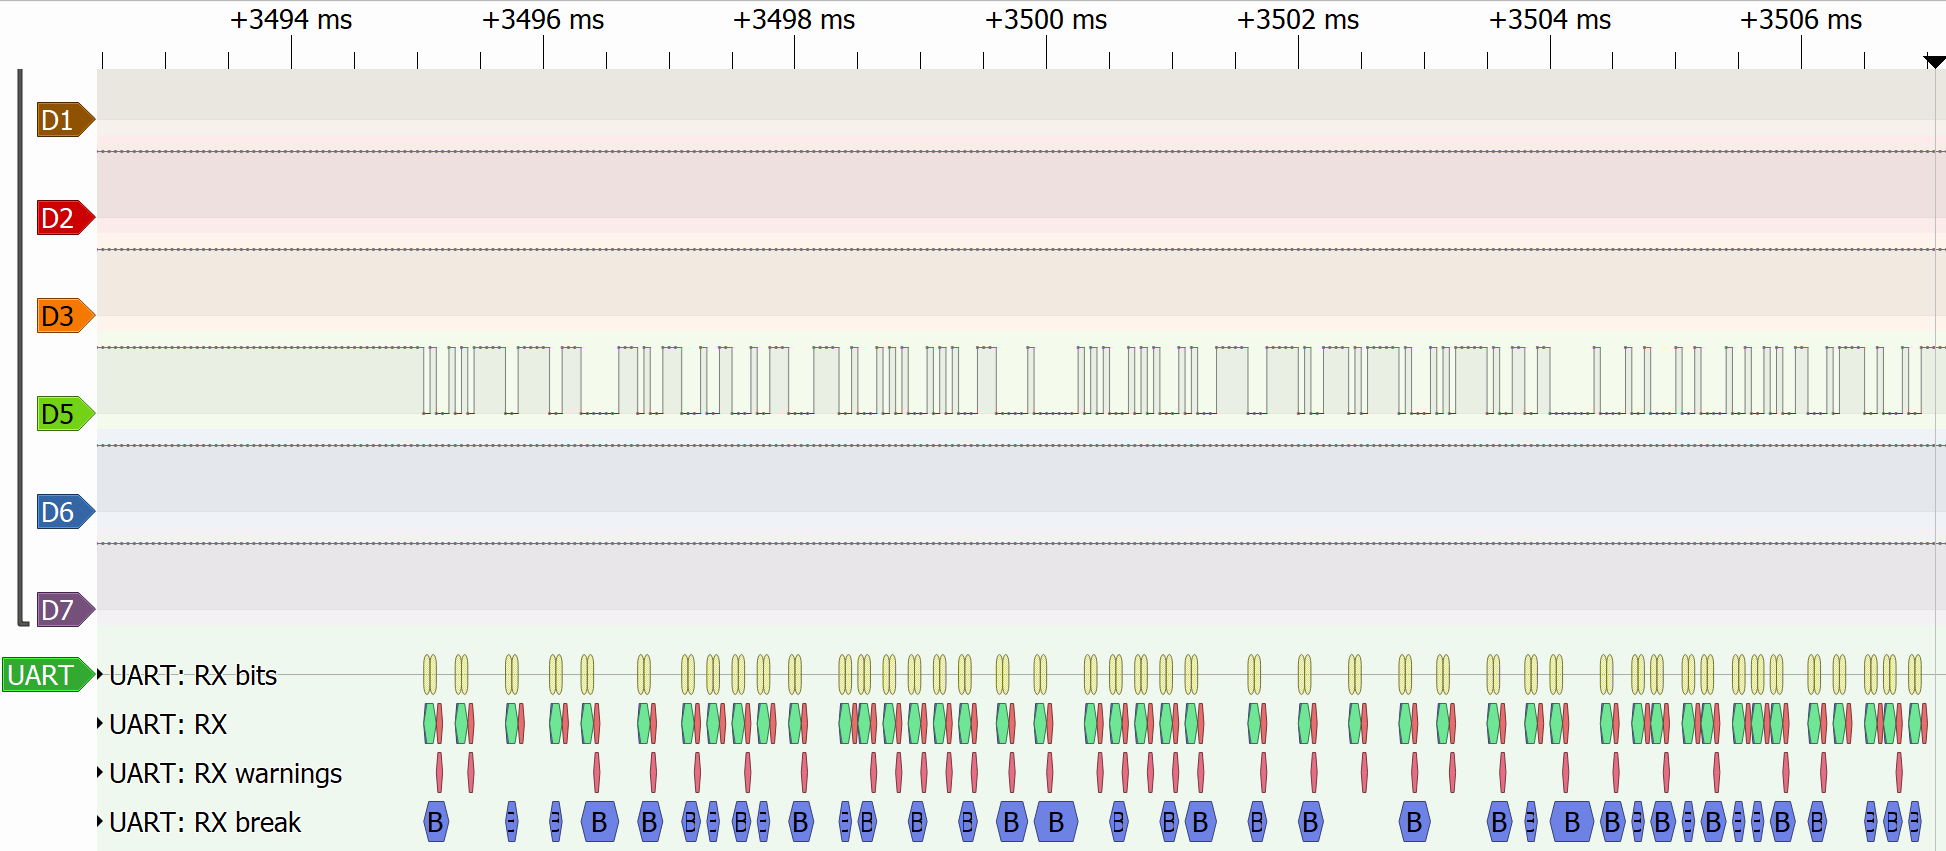 +3494 ms +3496 ms +3498 ms +3500 ms +3502 ms +3504 ms +3506 ms
D1
D2
D3
D5
D6
D7
UART UART: RX bits
UART: RX
UART: RX warnings
UART: RX break B B B B B B B B B B B B B B B B B B B B B B B B B B